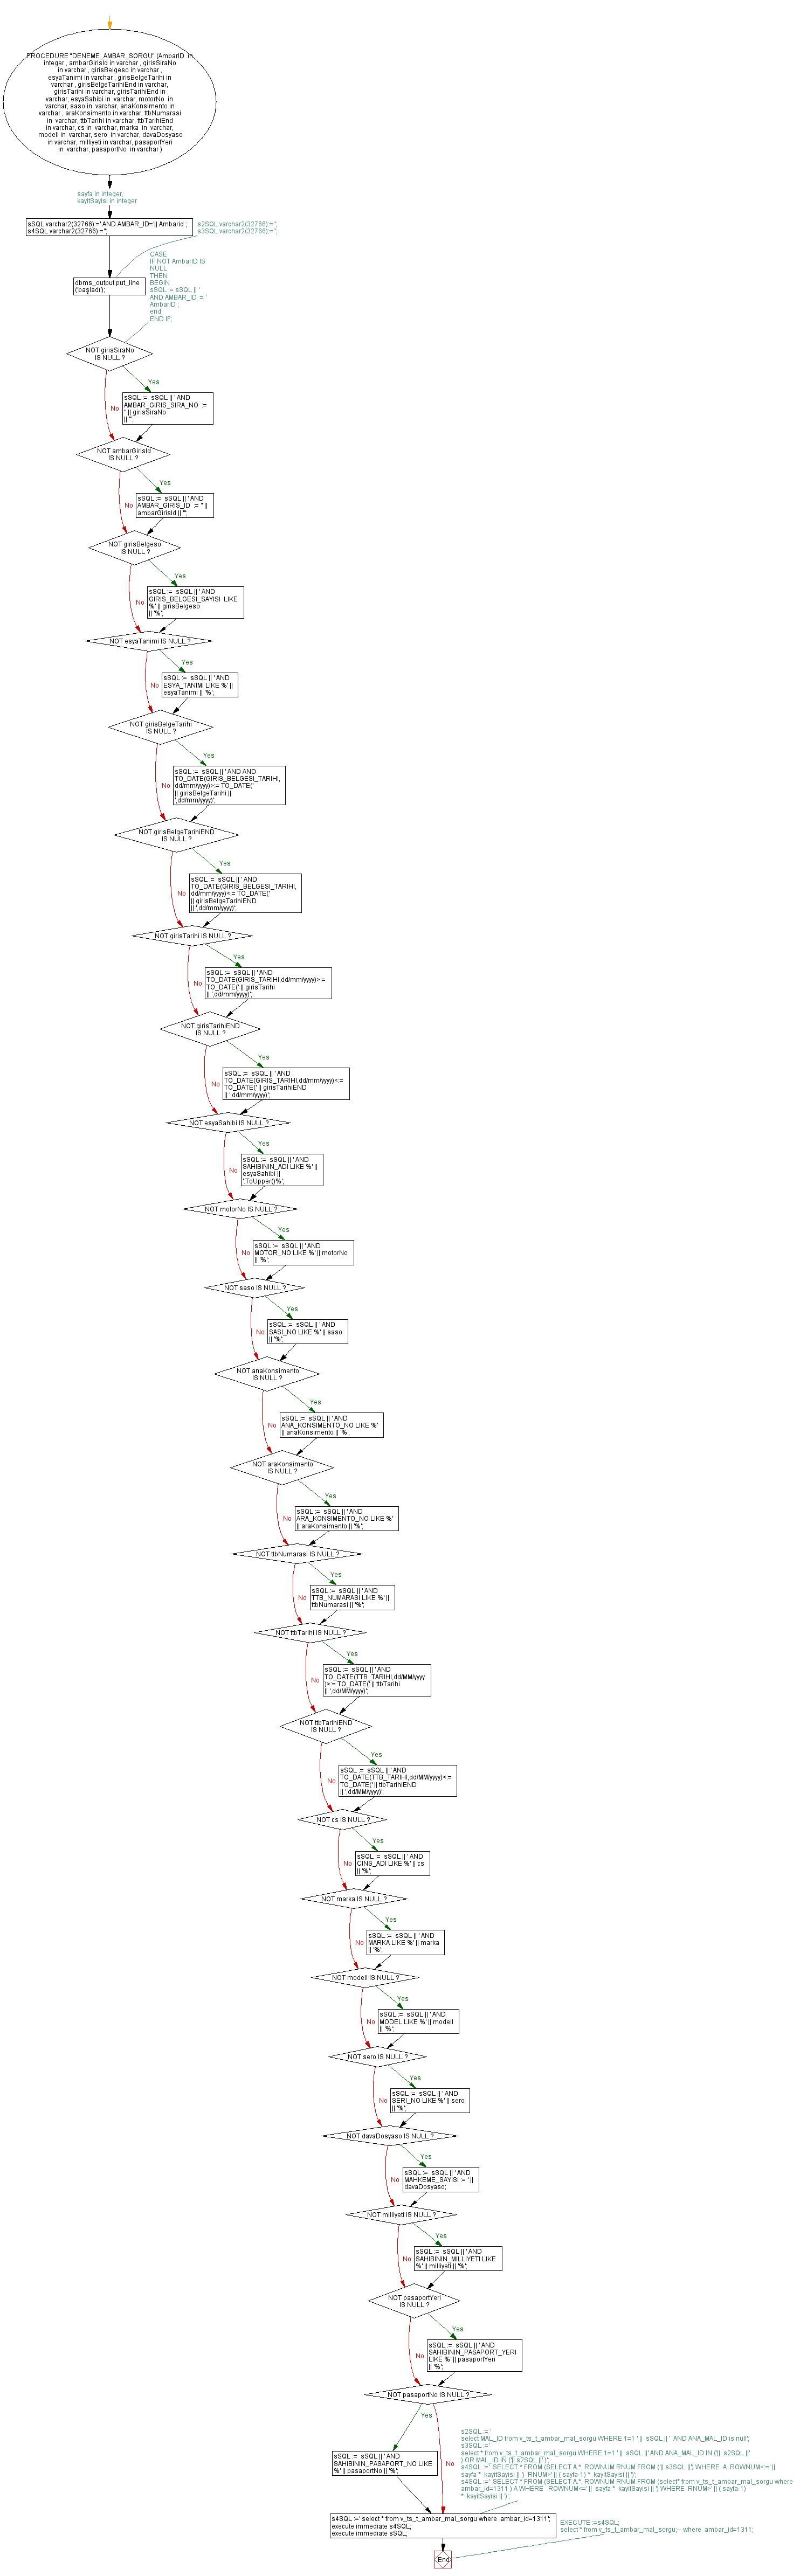 PROCEDURE "DENEME_AMBAR_SORGU" (AmbarID in
integer , ambarGirisId in varchar , girisSiraNo
in varchar , girisBelgeso in varchar ,
esyaTanimi in varchar , girisBelgeTarihi in
varchar , girisBelgeTarihiEnd in varchar,
girisTarihi in varchar, girisTarihiEnd in
varchar, esyaSahibi in varchar, motorNo in
varchar, saso in varchar, anaKonsimento in
varchar , araKonsimento in varchar, ttbNumarasi
in varchar, ttbTarihi in varchar, ttbTarihiEnd
in varchar, cs in varchar, marka in varchar,
modell in varchar, sero in varchar, davaDosyaso
in varchar, milliyeti in varchar, pasaportYeri
in varchar, pasaportNo in varchar )
sayfa in integer,
kayitSayisi in integer
sSQL varchar2(32766):=' AND AMBAR_ID='|| Ambarid ;
s4SQL varchar2(32766):='';
s2SQL varchar2(32766):='';
s3SQL varchar2(32766):='';
dbms_output.put_line
('başladı');
CASE
IF NOT AmbarID IS
NULL
THEN
BEGIN
sSQL := sSQL || '
AND AMBAR_ID = '
AmbarID ;
end;
END IF;
NOT girisSiraNo
IS NULL ?
Yes
No
sSQL := sSQL || ' AND
AMBAR_GIRIS_SIRA_NO :=
'' || girisSiraNo
|| '';
NOT ambarGirisId
IS NULL ?
Yes
No
sSQL := sSQL || ' AND
AMBAR_GIRIS_ID := '' ||
ambarGirisId || '';
NOT girisBelgeso
IS NULL ?
Yes
No
sSQL := sSQL || ' AND
GIRIS_BELGESI_SAYISI LIKE
%' || girisBelgeso
|| '%';
NOT esyaTanimi IS NULL ?
Yes
No
sSQL := sSQL || ' AND
ESYA_TANIMI LIKE %' ||
esyaTanimi || '%';
NOT girisBelgeTarihi
IS NULL ?
Yes
No
sSQL := sSQL || ' AND AND
TO_DATE(GIRIS_BELGESI_TARIHI,
dd/mm/yyyy)>= TO_DATE('
|| girisBelgeTarihi ||
',dd/mm/yyyy)';
NOT girisBelgeTarihiEND
IS NULL ?
Yes
No
sSQL := sSQL || ' AND
TO_DATE(GIRIS_BELGESI_TARIHI,
dd/mm/yyyy)<= TO_DATE('
|| girisBelgeTarihiEND
|| ',dd/mm/yyyy)';
NOT girisTarihi IS NULL ?
Yes
No
sSQL := sSQL || ' AND
TO_DATE(GIRIS_TARIHI,dd/mm/yyyy)>=
TO_DATE(' || girisTarihi
|| ',dd/mm/yyyy)';
NOT girisTarihiEND
IS NULL ?
Yes
No
sSQL := sSQL || ' AND
TO_DATE(GIRIS_TARIHI,dd/mm/yyyy)<=
TO_DATE(' || girisTarihiEND
|| ',dd/mm/yyyy)';
NOT esyaSahibi IS NULL ?
Yes
No
sSQL := sSQL || ' AND
SAHIBININ_ADI LIKE %' ||
esyaSahibi ||
'.ToUpper()%';
NOT motorNo IS NULL ?
Yes
No
sSQL := sSQL || ' AND
MOTOR_NO LIKE %' || motorNo
|| '%';
NOT saso IS NULL ?
Yes
No
sSQL := sSQL || ' AND
SASI_NO LIKE %' || saso
|| '%';
NOT anaKonsimento
IS NULL ?
Yes
No
sSQL := sSQL || ' AND
ANA_KONSIMENTO_NO LIKE %'
|| anaKonsimento || '%';
NOT araKonsimento
IS NULL ?
Yes
No
sSQL := sSQL || ' AND
ARA_KONSIMENTO_NO LIKE %'
|| araKonsimento || '%';
NOT ttbNumarasi IS NULL ?
Yes
No
sSQL := sSQL || ' AND
TTB_NUMARASI LIKE %' ||
ttbNumarasi || '%';
NOT ttbTarihi IS NULL ?
Yes
No
sSQL := sSQL || ' AND
TO_DATE(TTB_TARIHI,dd/MM/yyyy
)>= TO_DATE(' || ttbTarihi
|| ',dd/MM/yyyy)';
NOT ttbTarihiEND
IS NULL ?
Yes
No
sSQL := sSQL || ' AND
TO_DATE(TTB_TARIHI,dd/MM/yyyy)<=
TO_DATE(' || ttbTarihiEND
|| ',dd/MM/yyyy)';
NOT cs IS NULL ?
Yes
No
sSQL := sSQL || ' AND
CINS_ADI LIKE %' || cs
|| '%';
NOT marka IS NULL ?
Yes
No
sSQL := sSQL || ' AND
MARKA LIKE %' || marka
|| '%';
NOT modell IS NULL ?
Yes
No
sSQL := sSQL || ' AND
MODEL LIKE %' || modell
|| '%';
NOT sero IS NULL ?
Yes
No
sSQL := sSQL || ' AND
SERI_NO LIKE %' || sero
|| '%';
NOT davaDosyaso IS NULL ?
Yes
No
sSQL := sSQL || ' AND
MAHKEME_SAYISI := ' ||
davaDosyaso;
NOT milliyeti IS NULL ?
Yes
No
sSQL := sSQL || ' AND
SAHIBININ_MILLIYETI LIKE
%' || milliyeti || '%';
NOT pasaportYeri
IS NULL ?
Yes
No
sSQL := sSQL || ' AND
SAHIBININ_PASAPORT_YERI
LIKE %' || pasaportYeri
|| '%';
NOT pasaportNo IS NULL ?
Yes
No
sSQL := sSQL || ' AND
SAHIBININ_PASAPORT_NO LIKE
%' || pasaportNo || '%';
s2SQL := '
select MAL_ID from v_ts_t_ambar_mal_sorgu WHERE 1=1 ' || sSQL || ' AND ANA_MAL_ID is null';
s3SQL :='
select * from v_ts_t_ambar_mal_sorgu WHERE 1=1 ' || sSQL || ' AND ANA_MAL_ID IN ('|| s2SQL ||'
) OR MAL_ID IN ('|| s2SQL ||' )';
s4SQL :=' SELECT * FROM (SELECT A.*, ROWNUM RNUM FROM ('|| s3SQL ||') WHERE A. ROWNUM<=' ||
sayfa * kayitSayisi || ') RNUM>' || ( sayfa-1) * kayitSayisi || ')';
s4SQL :=' SELECT * FROM (SELECT A.*, ROWNUM RNUM FROM (select* from v_ts_t_ambar_mal_sorgu where
ambar_id=1311 ) A WHERE ROWNUM<=' || sayfa * kayitSayisi || ') WHERE RNUM>' || ( sayfa-1)
* kayitSayisi || ')';
s4SQL :=' select * from v_ts_t_ambar_mal_sorgu where ambar_id=1311';
execute immediate s4SQL;
execute immediate sSQL;
EXECUTE :=s4SQL;
select * from v_ts_t_ambar_mal_sorgu;-- where ambar_id=1311;
End